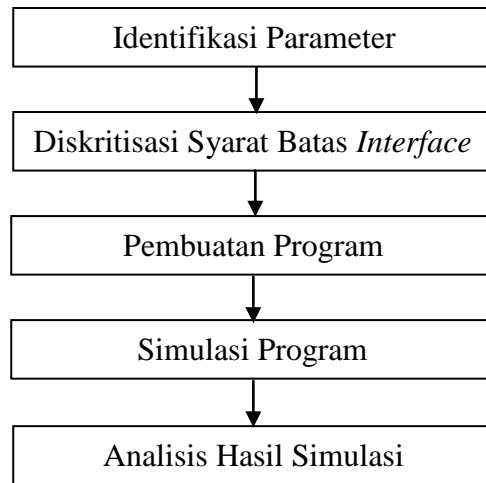 Identifikasi Parameter
Diskritisasi Syarat Batas Interface
Pembuatan Program
Simulasi Program
Analisis Hasil Simulasi